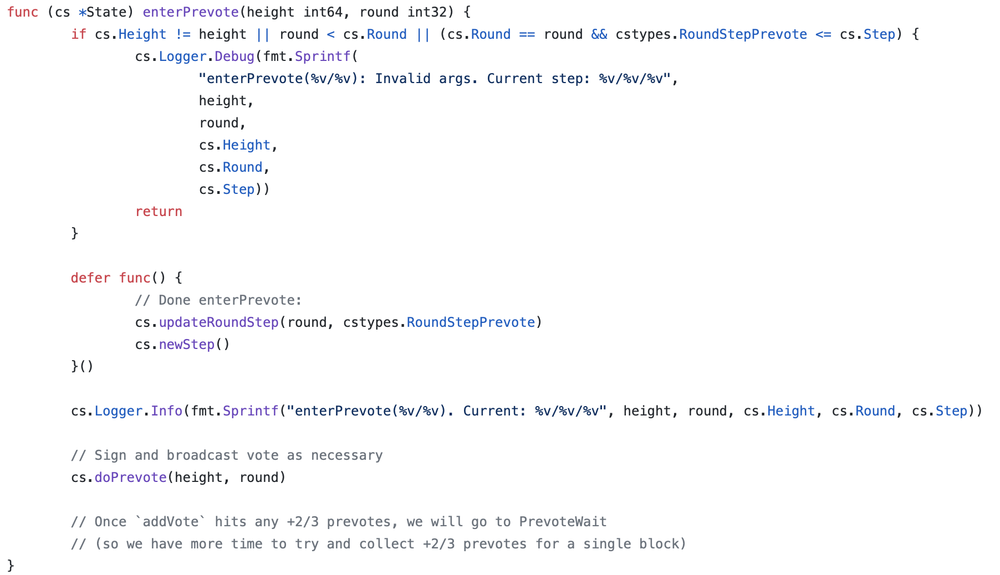 func (cs *State) enterPrevote(height int64, round int32) {
        if cs.Height != height || round < cs.Round || (cs.Round == round && cstypes.RoundStepPrevote <= cs.Step) {
                cs.Logger.Debug(fmt.Sprintf(
                        "enterPrevote(%v/%v): Invalid args. Current step: %v/%v/%v",
                        height,
                        round,
                        cs.Height,
                        cs.Round,
                        cs.Step))
                return
        }

        defer func() {
                // Done enterPrevote:
                cs.updateRoundStep(round, cstypes.RoundStepPrevote)
                cs.newStep()
        }()

        cs.Logger.Info(fmt.Sprintf("enterPrevote(%v/%v). Current: %v/%v/%v", height, round, cs.Height, cs.Round, cs.Step))

        // Sign and broadcast vote as necessary
        cs.doPrevote(height, round)

        // Once `addVote` hits any +2/3 prevotes, we will go to PrevoteWait
        // (so we have more time to try and collect +2/3 prevotes for a single block)
}